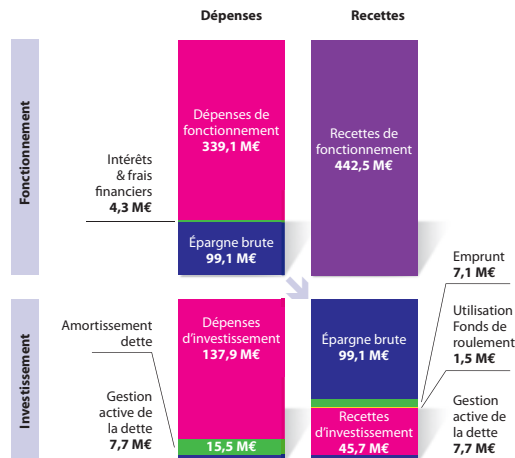 Dépenses
Recettes
Fonctionnement
Dépenses de
fonctionnement
339,1 M€
Recettes de
fonctionnement
442,5 M€
Intérêts
& frais
financiers
4,3 M€
Épargne brute
99,1 M€
Investissement
Amortissement
dette
Gestion
active de
la dette
7,7 M€
Dépenses
d'investissement
137,9 M€
15,5 M€
Épargne brute
99,1 M€
Recettes
d'investissement
45,7 M€
Emprunt
7,1 M€
Utilisation
Fonds de
roulement
1,5 M€
Gestion
active de
la dette
7,7 M€